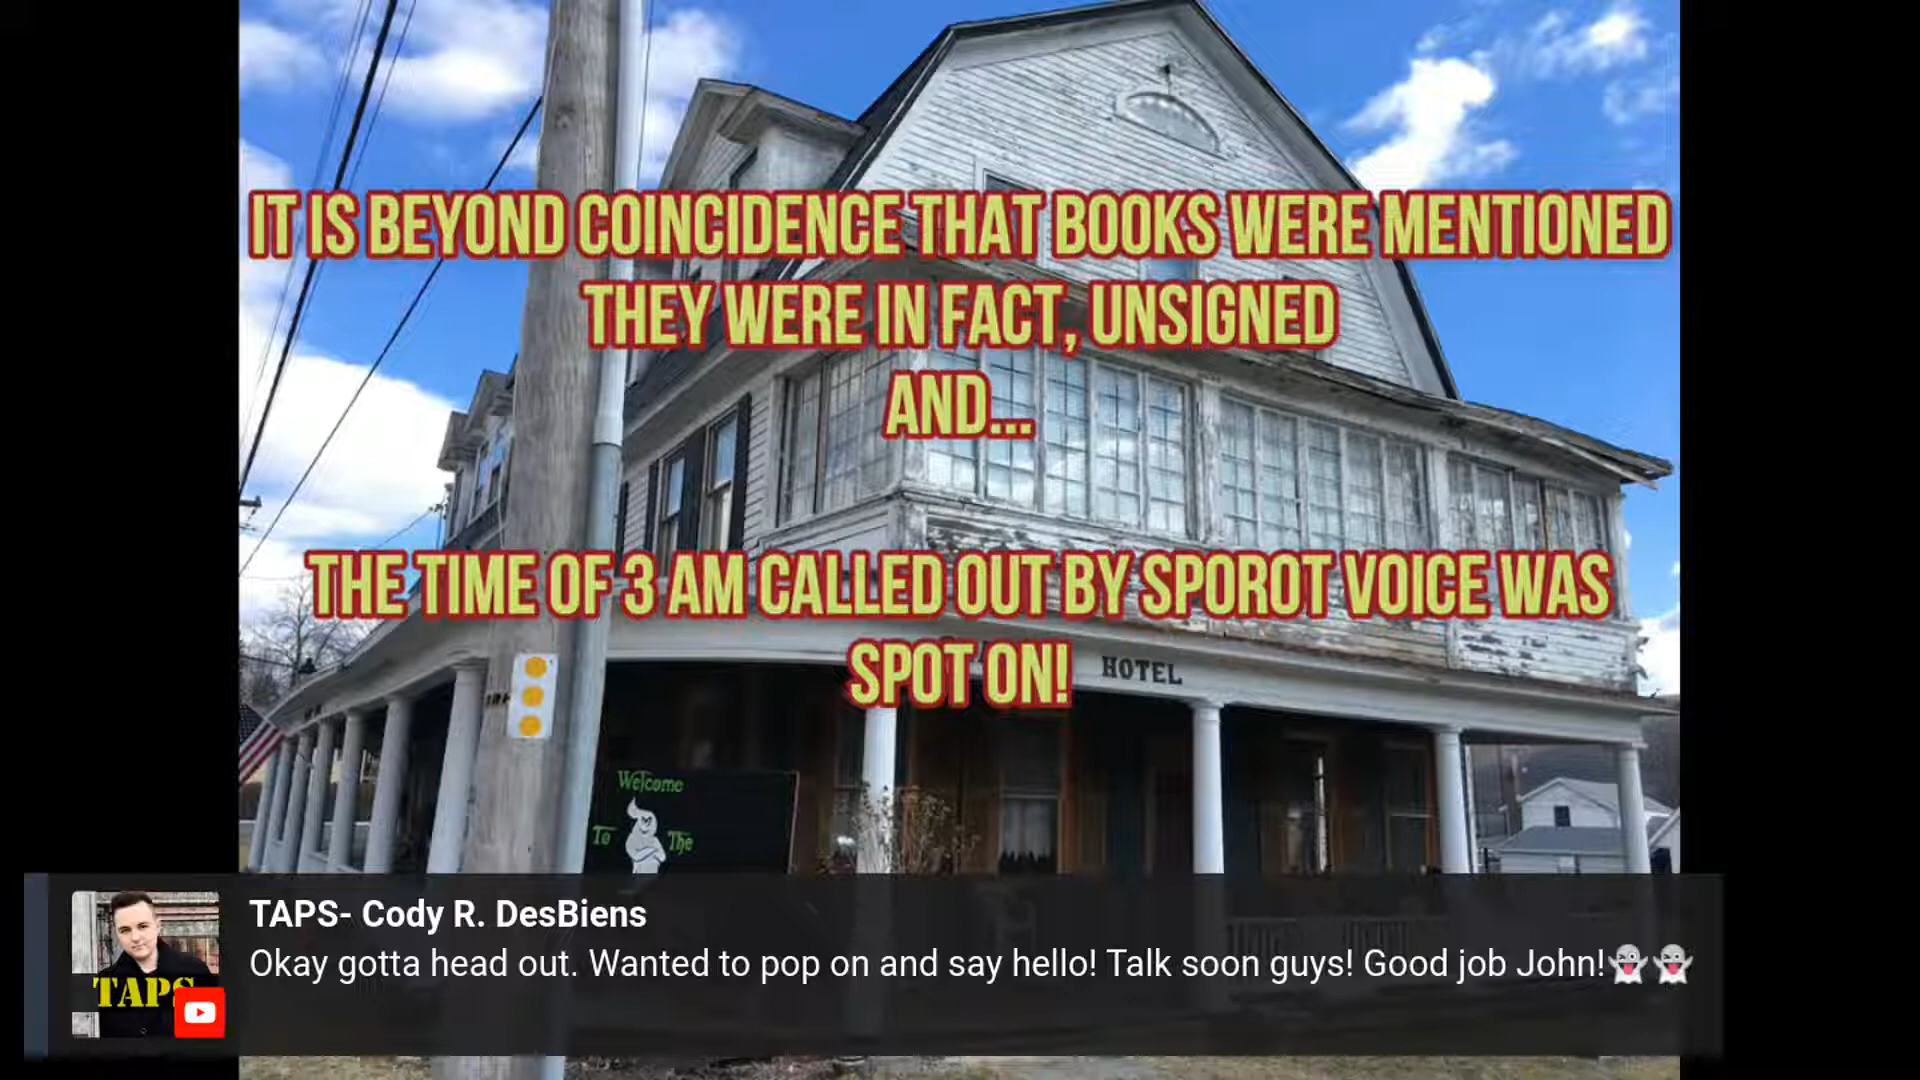 IT IS BEYOND COINCIDENCE THAT BOOKS WERE MENTIONED
THEY WERE IN FACT, UNSIGNED
AND...
THE TIME OF 3 AM CALLED OUT BY SPOROT VOICE WAS
SPOT ON!
HOTEL
Welcome
To The
TAPS- Cody R. DesBiens
Okay gotta head out. Wanted to pop on and say hello! Talk soon guys! Good job John!👻👻
TAPS